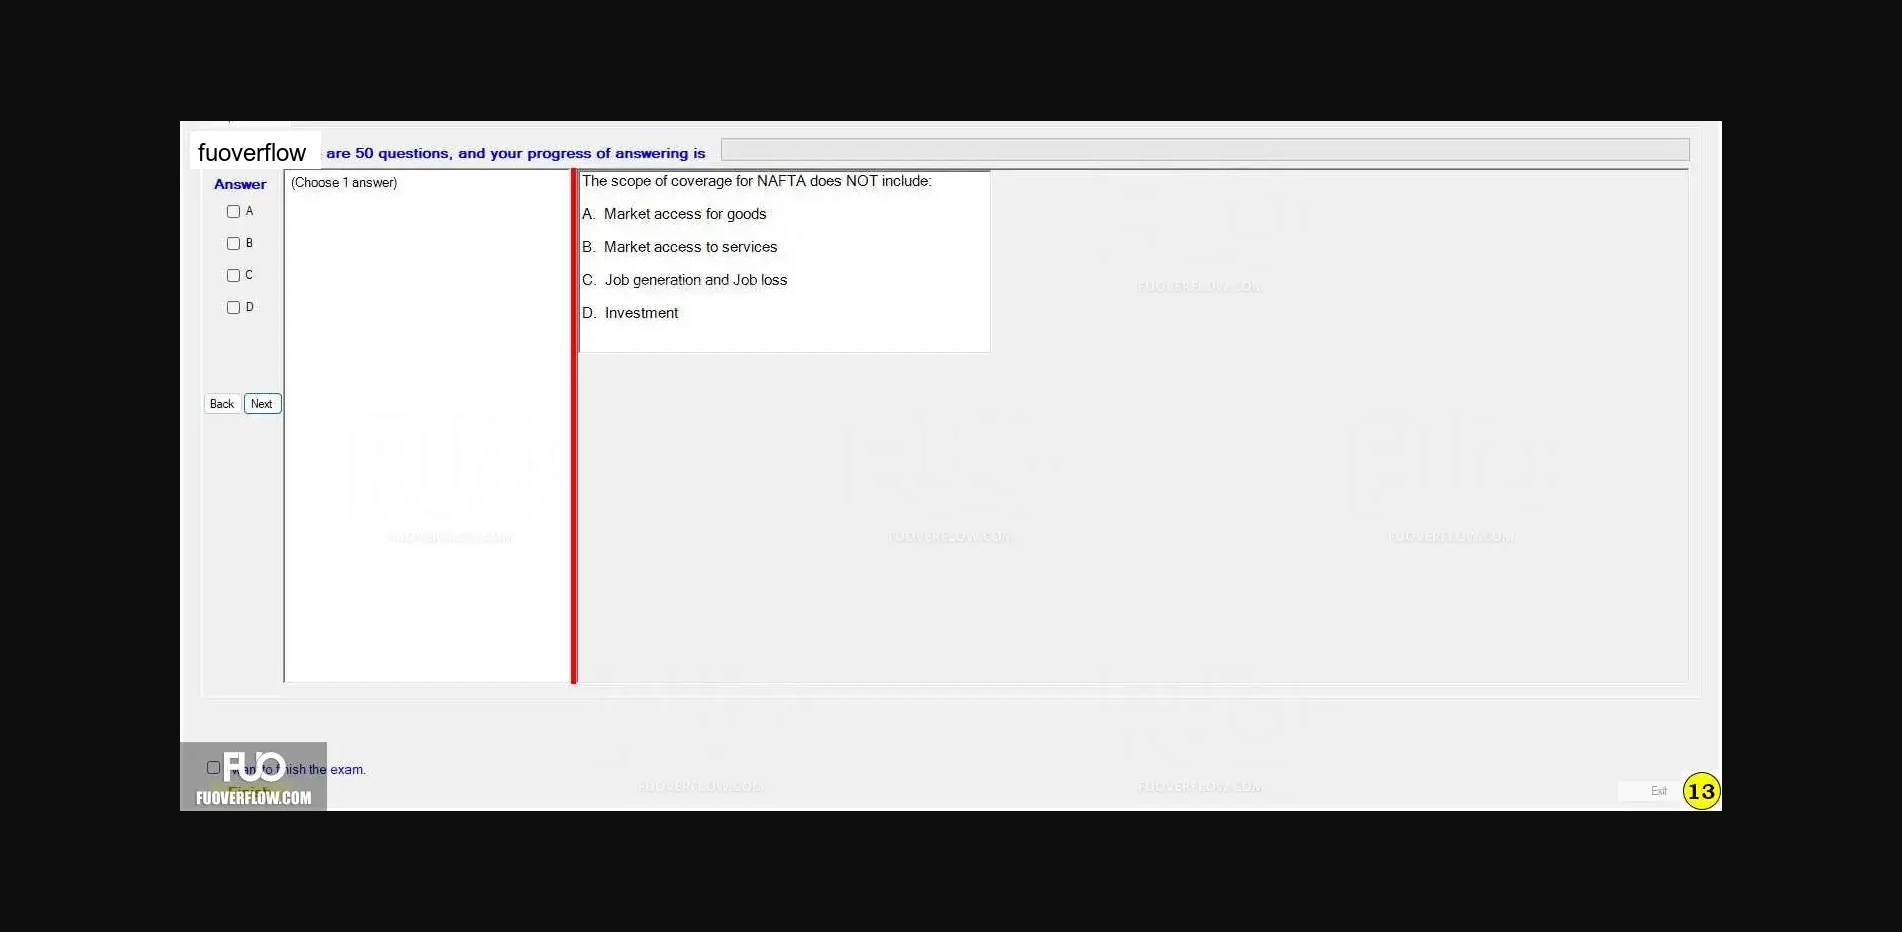 fuoverflow are 50 questions, and your progress of answering is
Answer
(Choose 1 answer)
A
B
C
D
Back Next
The scope of coverage for NAFTA does NOT include:
A. Market access for goods
B. Market access to services
C. Job generation and Job loss
D. Investment
FUOVERFLOW.COM
FUOVERFLOW.COM
FUOVERFLOW.COM
FUOVERFLOW.COM
FUOVERFLOW.COM
FUOVERFLOW.COM
FUO
want to finish the exam.
Finish
FUOVERFLOW.COM
Exit
13